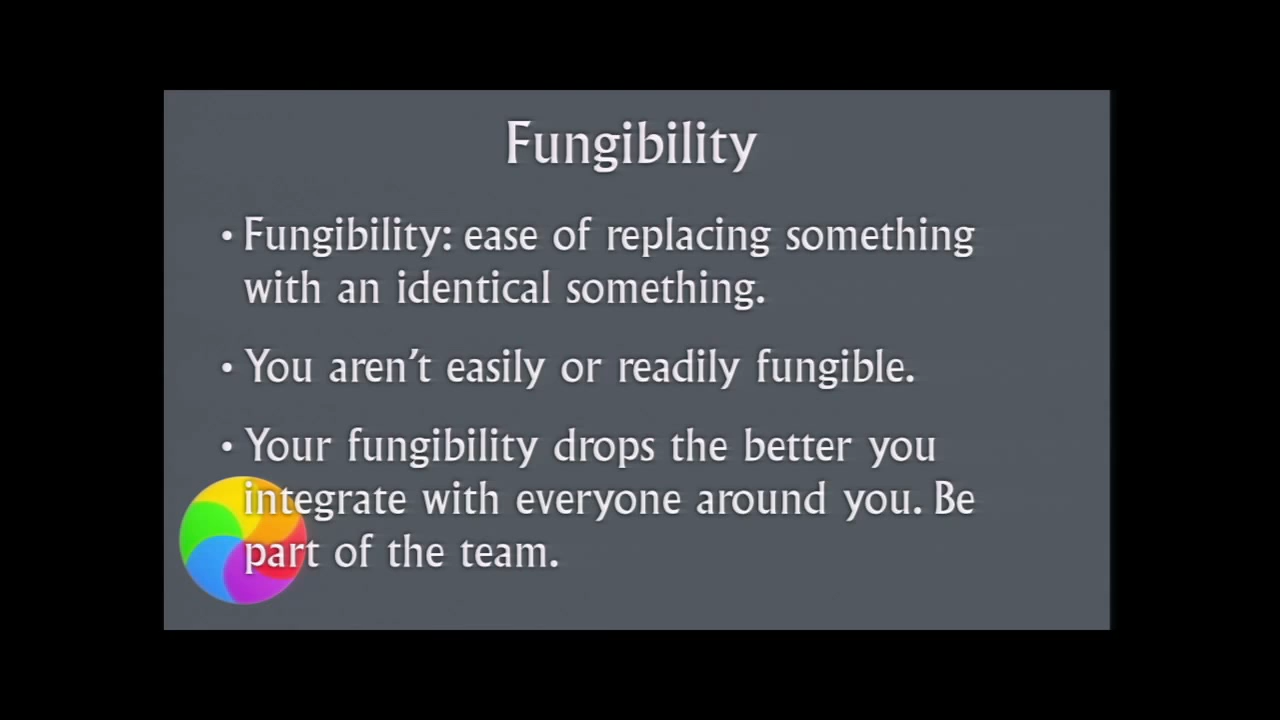 Fungibility
• Fungibility: ease of replacing something
with an identical something.
• You aren’t easily or readily fungible.
• Your fungibility drops the better you
integrate with everyone around you. Be
part of the team.